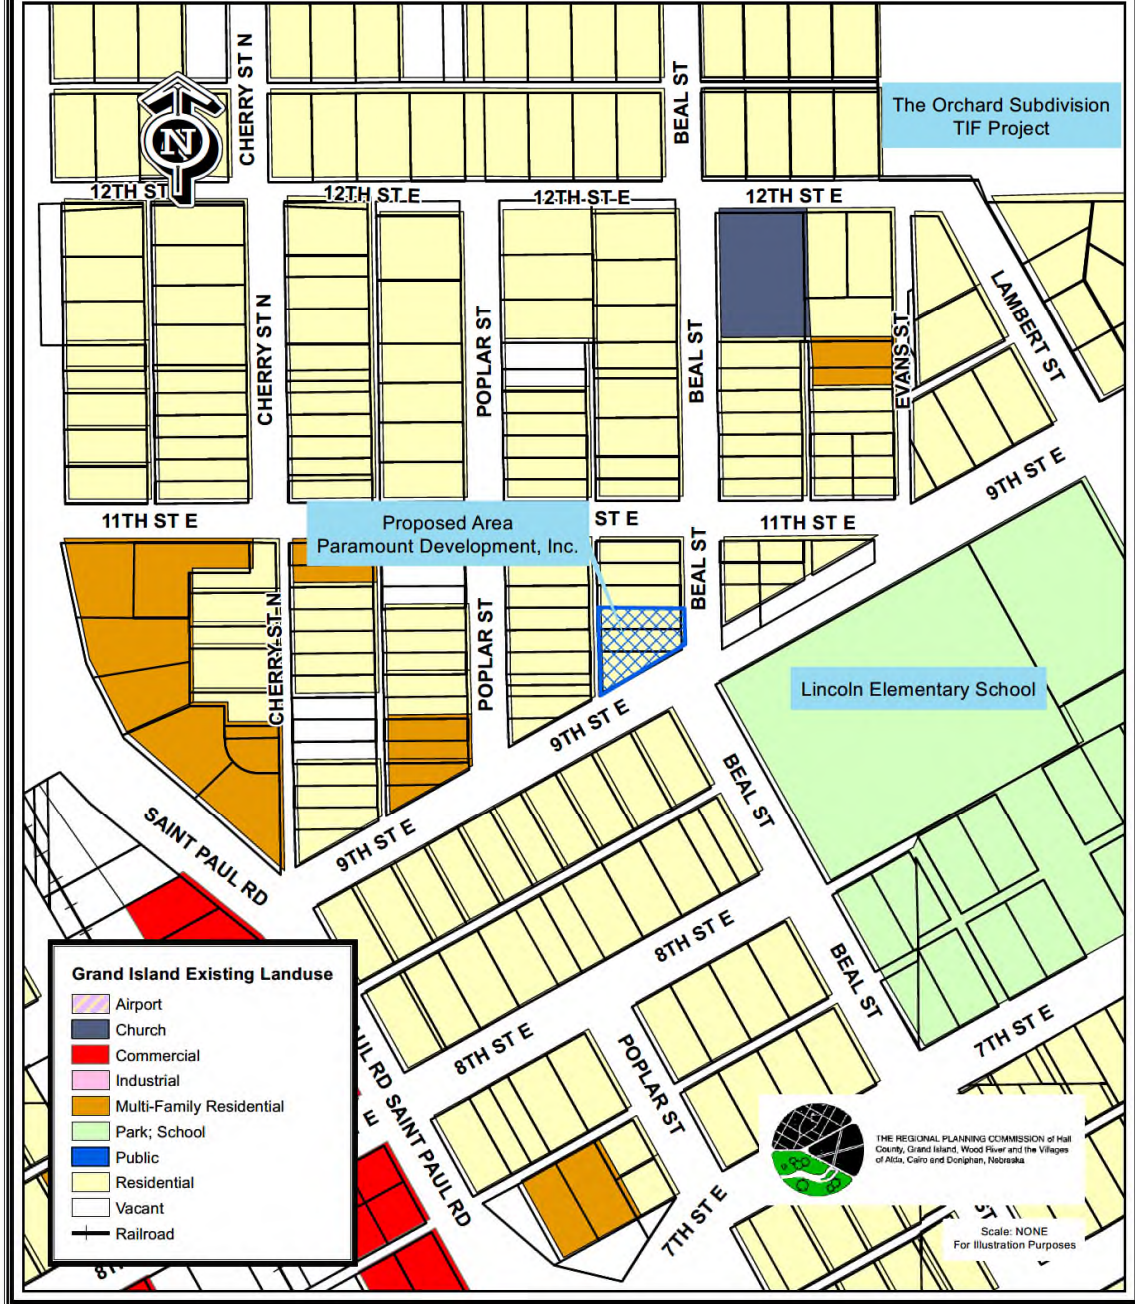 CHERRY ST N
BEAL ST
The Orchard Subdivision
TIF Project
N
12TH ST
12TH ST E
12TH ST E
12TH ST E
CHERRY ST N
POPLAR ST
BEAL ST
EVANS ST
LAMBERT ST
9TH ST E
11TH ST E
Proposed Area
Paramount Development, Inc.
ST E
11TH ST E
BEAL ST
CHERRY ST N
POPLAR ST
Lincoln Elementary School
9TH ST E
BEAL ST
SAINT PAUL RD
9TH ST E
8TH ST E
BEAL ST
8TH ST E
7TH ST E
POPLAR ST
AUL RD
SAINT PAUL RD
E
7TH ST E
ST
8T
Grand Island Existing Landuse
Airport
Church
Commercial
Industrial
Multi-Family Residential
Park; School
Public
Residential
Vacant
Railroad
THE REGIONAL PLANNING COMMISSION of Hall
County, Grand Island, Wood River and the Villages
of Alda, Cairo and Doniphan, Nebraska
Scale: NONE
For Illustration Purposes